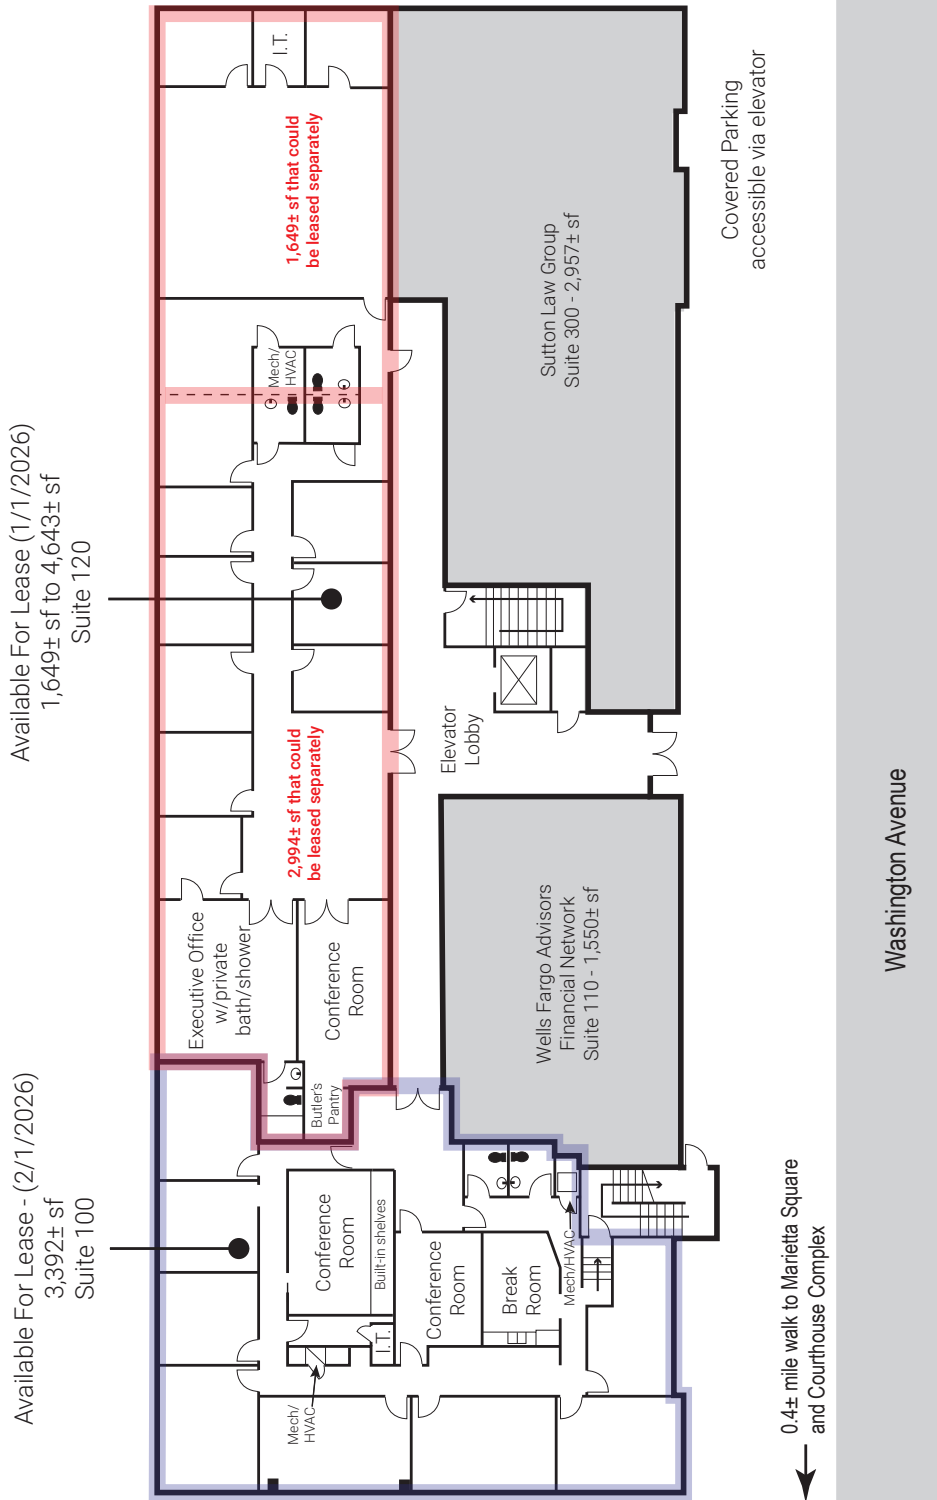 Available For Lease - (2/1/2026)
3,392± sf
Suite 100
Available For Lease (1/1/2026)
1,649± sf to 4,643± sf
Suite 120
I.T.
1,649± sf that could
be leased separately
Mech/
HVAC
2,994± sf that could
be leased separately
Executive Office
w/private
bath/shower
Conference
Room
Butler's
Pantry
Conference
Room
Built-in shelves
Conference
Room
Break
Room
I.T.
Mech/
HVAC
Mech/HVAC
Elevator
Lobby
Wells Fargo Advisors
Financial Network
Suite 110 - 1,550± sf
Sutton Law Group
Suite 300 - 2,957± sf
Covered Parking
accessible via elevator
0.4± mile walk to Marietta Square
and Courthouse Complex
Washington Avenue